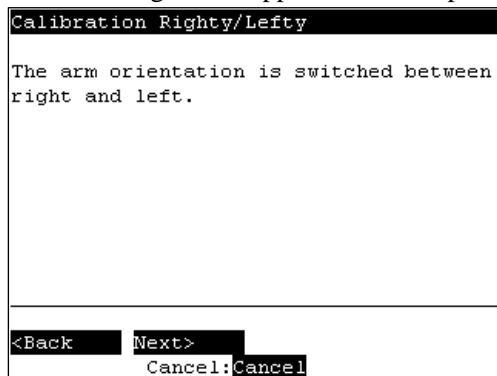 Calibration Righty/Lefty
The arm orientation is switched between
right and left.
<Back Next>
Cancel:Cancel